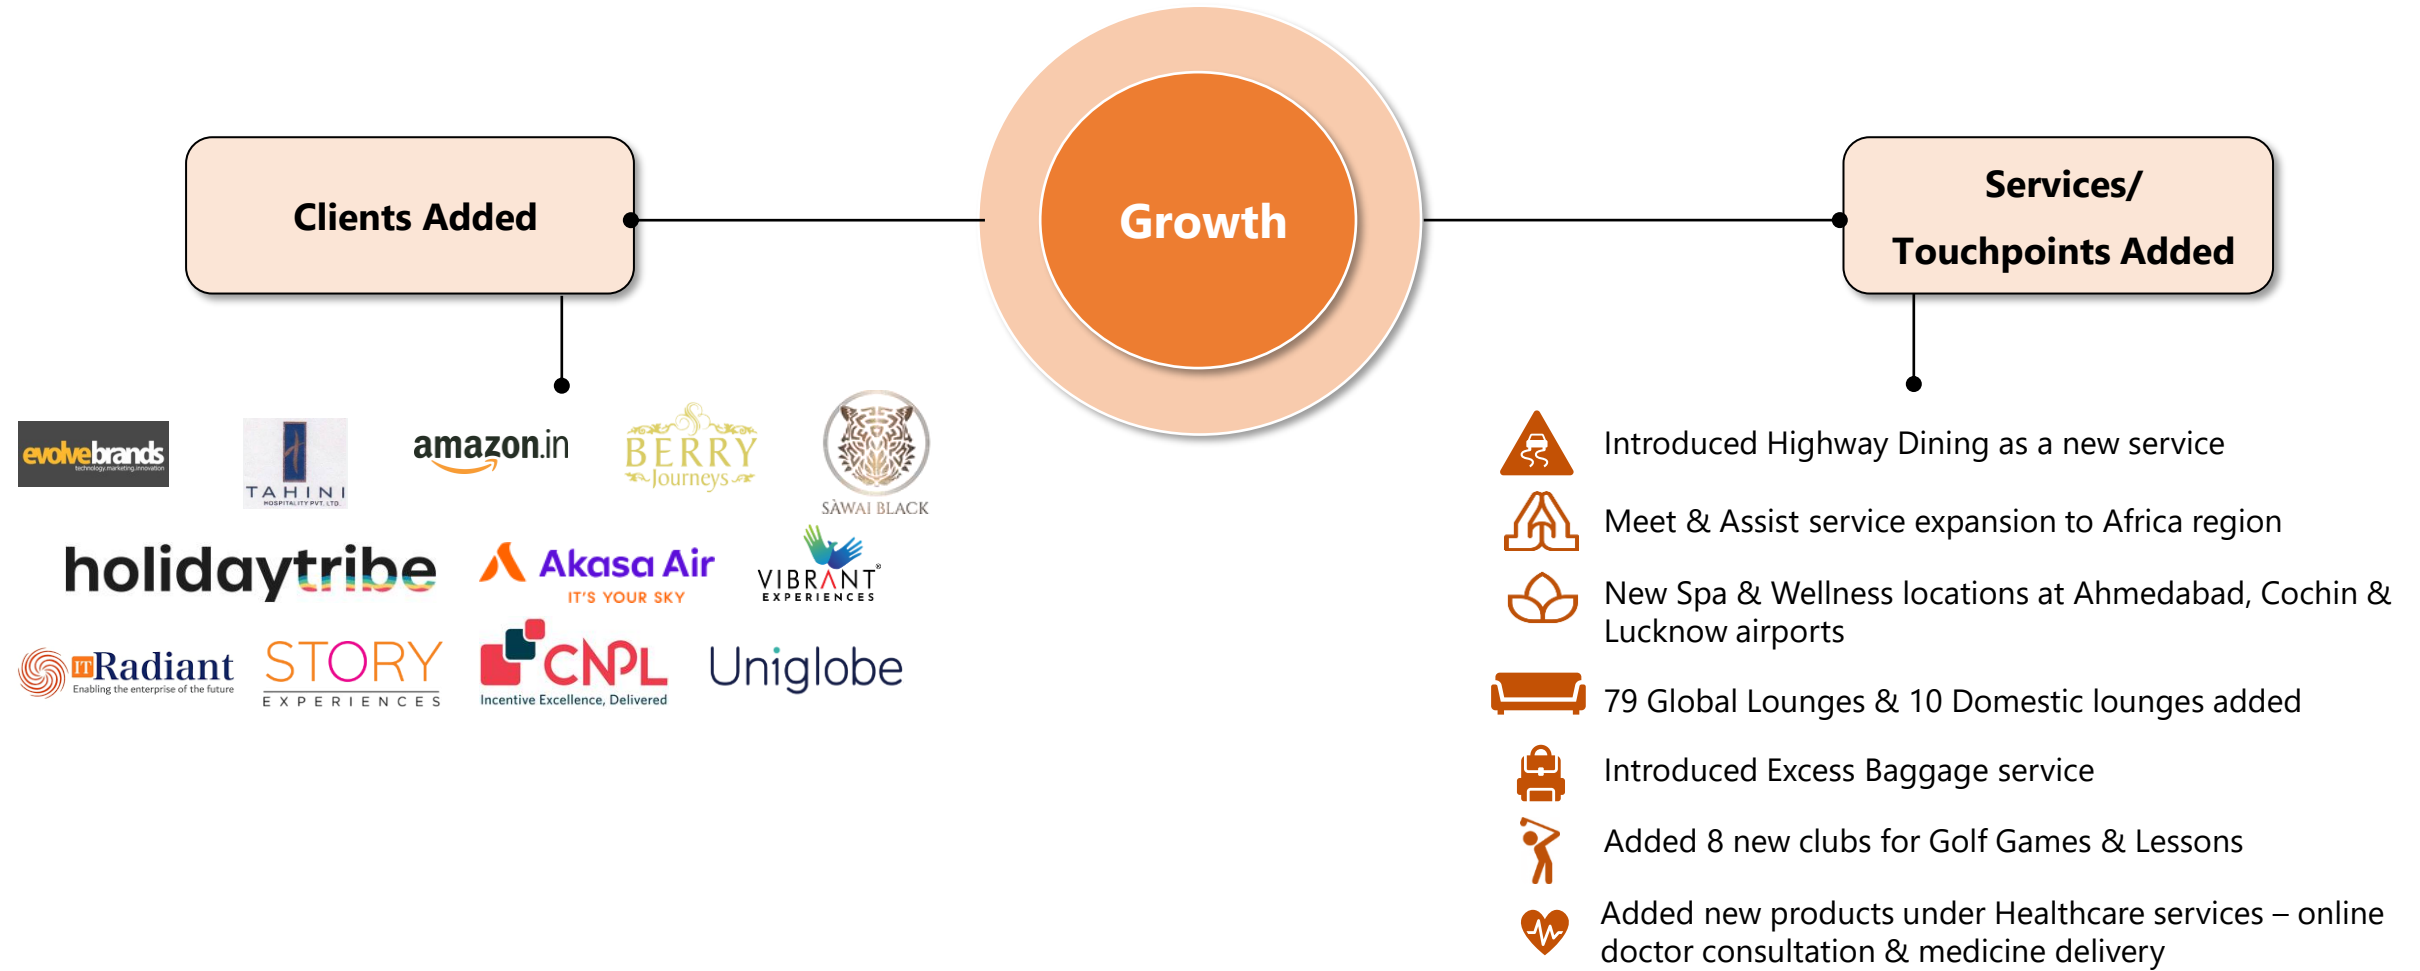 Growth
Clients Added
Services/
Touchpoints Added
evolvebrands
technology.marketing.innovation
TAHINI
HOSPITALITY PVT. LTD.
amazon.in
BERRY
Journeys
SÀWAI BLACK
holidaytribe
Akasa Air
IT'S YOUR SKY
VIBRANT®
EXPERIENCES
ITRadiant
Enabling the enterprise of the future
STORY
EXPERIENCES
CNPL
Incentive Excellence, Delivered
Uniglobe
Introduced Highway Dining as a new service
Meet & Assist service expansion to Africa region
New Spa & Wellness locations at Ahmedabad, Cochin &
Lucknow airports
79 Global Lounges & 10 Domestic lounges added
Introduced Excess Baggage service
Added 8 new clubs for Golf Games & Lessons
Added new products under Healthcare services – online
doctor consultation & medicine delivery